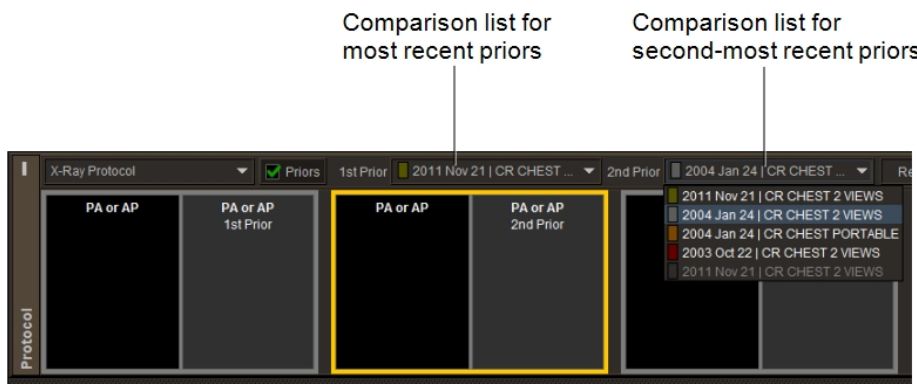 Comparison list for
most recent priors
Comparison list for
second-most recent priors
X-Ray Protocol
Priors
1st Prior
2011 Nov 21 | CR CHEST ...
2nd Prior
2004 Jan 24 | CR CHEST ...
Re
PA or AP
PA or AP
1st Prior
PA or AP
PA or AP
2nd Prior
2011 Nov 21 | CR CHEST 2 VIEWS
2004 Jan 24 | CR CHEST 2 VIEWS
2004 Jan 24 | CR CHEST PORTABLE
2003 Oct 22 | CR CHEST 2 VIEWS
2011 Nov 21 | CR CHEST 2 VIEWS
Protocol